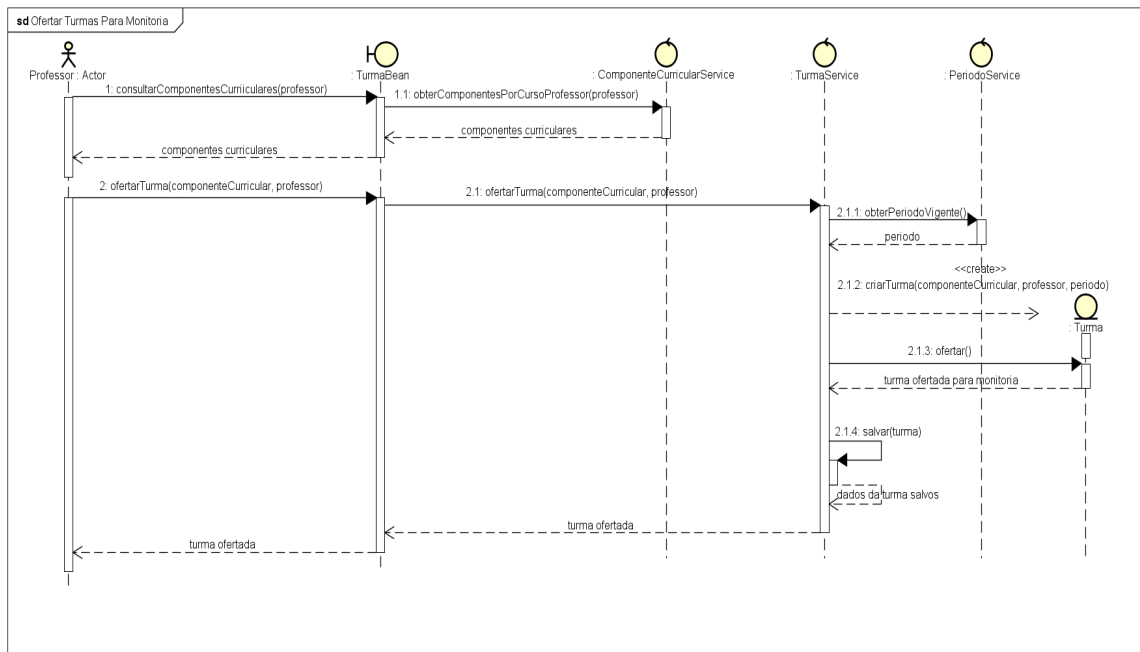 sd Ofertar Turmas Para Monitoria
Professor : Actor
: TurmaBean
: ComponenteCurricularService
: TurmaService
: PeriodoService
1: consultarComponentesCurriculares(professor)
1.1: obterComponentesPorCursoProfessor(professor)
componentes curriculares
componentes curriculares
2: ofertarTurma(componenteCurricular, professor)
2.1: ofertarTurma(componenteCurricular, professor)
2.1.1: obterPeriodoVigente()
periodo
<<create>>
2.1.2: criarTurma(componenteCurricular, professor, periodo)
: Turma
2.1.3: ofertar()
turma ofertada para monitoria
2.1.4: salvar(turma)
dados da turma salvos
turma ofertada
turma ofertada